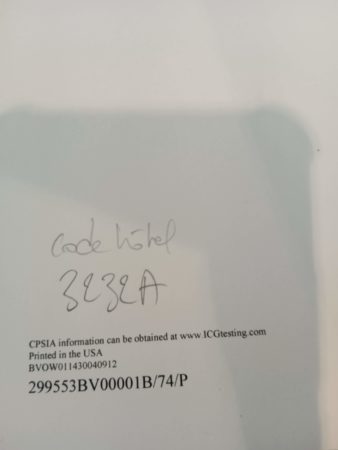 Code hôtel
3232A
CPSIA information can be obtained at www.ICGtesting.com
Printed in the USA
BVOW011430040912
299553BV00001B/74/P